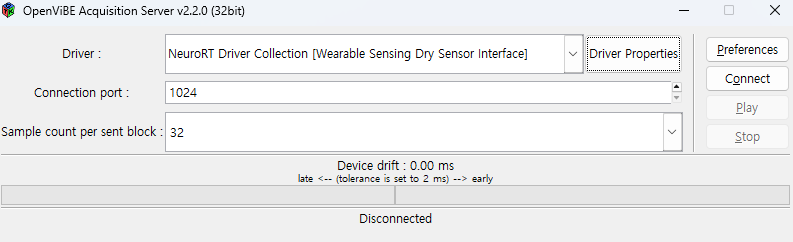 OpenViBE Acquisition Server v2.2.0 (32bit)
Driver :
NeuroRT Driver Collection [Wearable Sensing Dry Sensor Interface]
Driver Properties
Preferences
Connection port :
1024
Connect
Play
Sample count per sent block :
32
Stop
Device drift : 0.00 ms
late <-- (tolerance is set to 2 ms) --> early
Disconnected